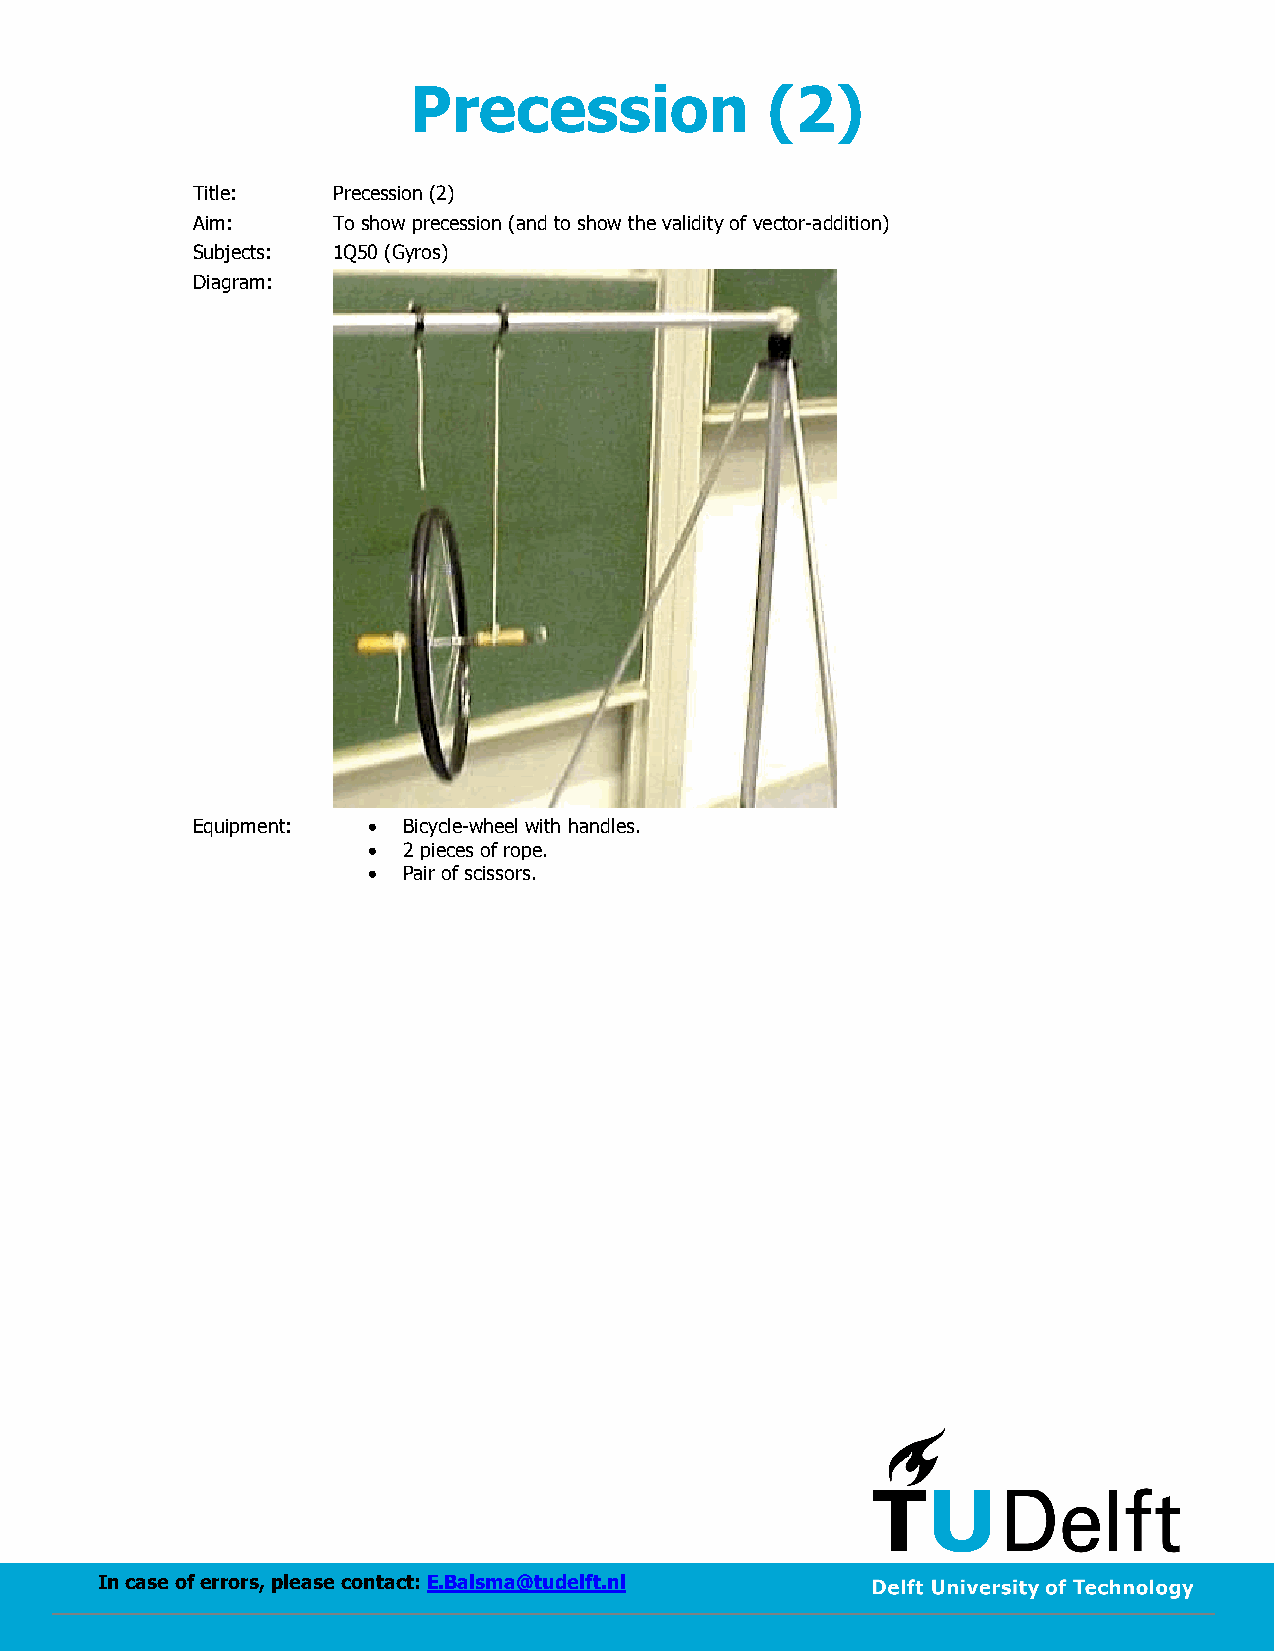 Precession (2)
Title: Precession (2)
Aim: To show precession (and to show the validity of vector-addition)
Subjects: 1Q50 (Gyros)
Diagram:
Equipment: • Bicycle-wheel with handles.
• 2 pieces of rope.
• Pair of scissors.
TUDelft
In case of errors, please contact: E.Balsma@tudelft.nl
Delft University of Technology